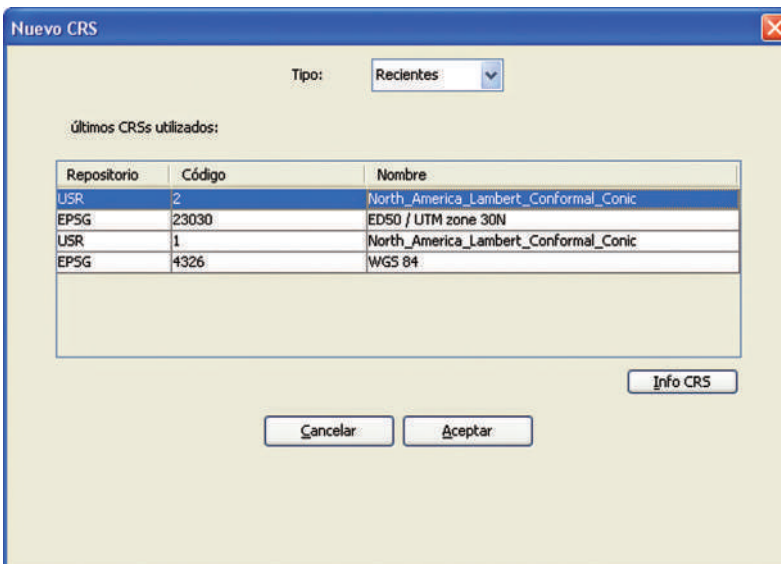 Nuevo CRS
Tipo: Recientes
últimos CRSs utilizados:
Repositorio Código Nombre
USR 2 North_America_Lambert_Conformal_Conic
EPSG 23030 ED50 / UTM zone 30N
USR 1 North_America_Lambert_Conformal_Conic
EPSG 4326 WGS 84
Info CRS
Cancelar Aceptar